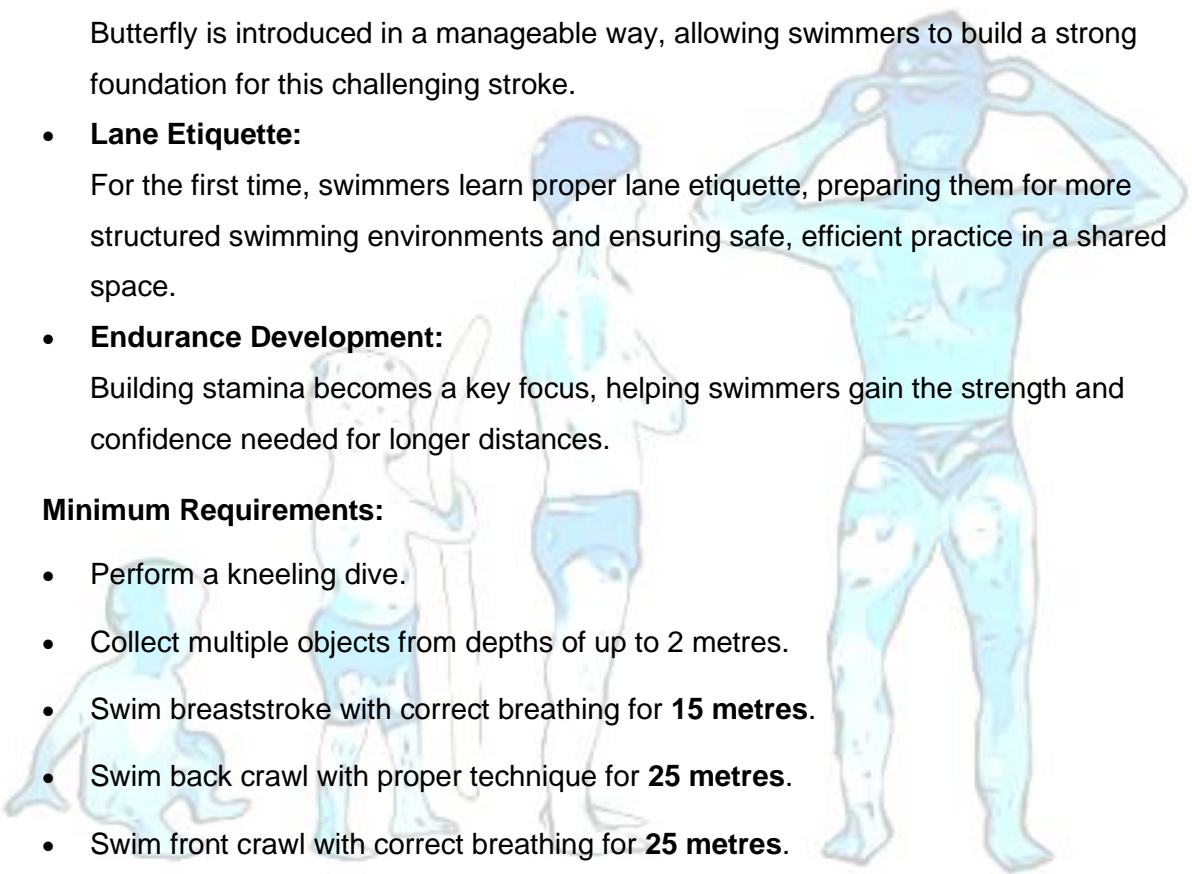 Butterfly is introduced in a manageable way, allowing swimmers to build a strong
foundation for this challenging stroke.
• Lane Etiquette:
For the first time, swimmers learn proper lane etiquette, preparing them for more
structured swimming environments and ensuring safe, efficient practice in a shared
space.
• Endurance Development:
Building stamina becomes a key focus, helping swimmers gain the strength and
confidence needed for longer distances.
Minimum Requirements:
• Perform a kneeling dive.
• Collect multiple objects from depths of up to 2 metres.
• Swim breaststroke with correct breathing for 15 metres.
• Swim back crawl with proper technique for 25 metres.
• Swim front crawl with correct breathing for 25 metres.